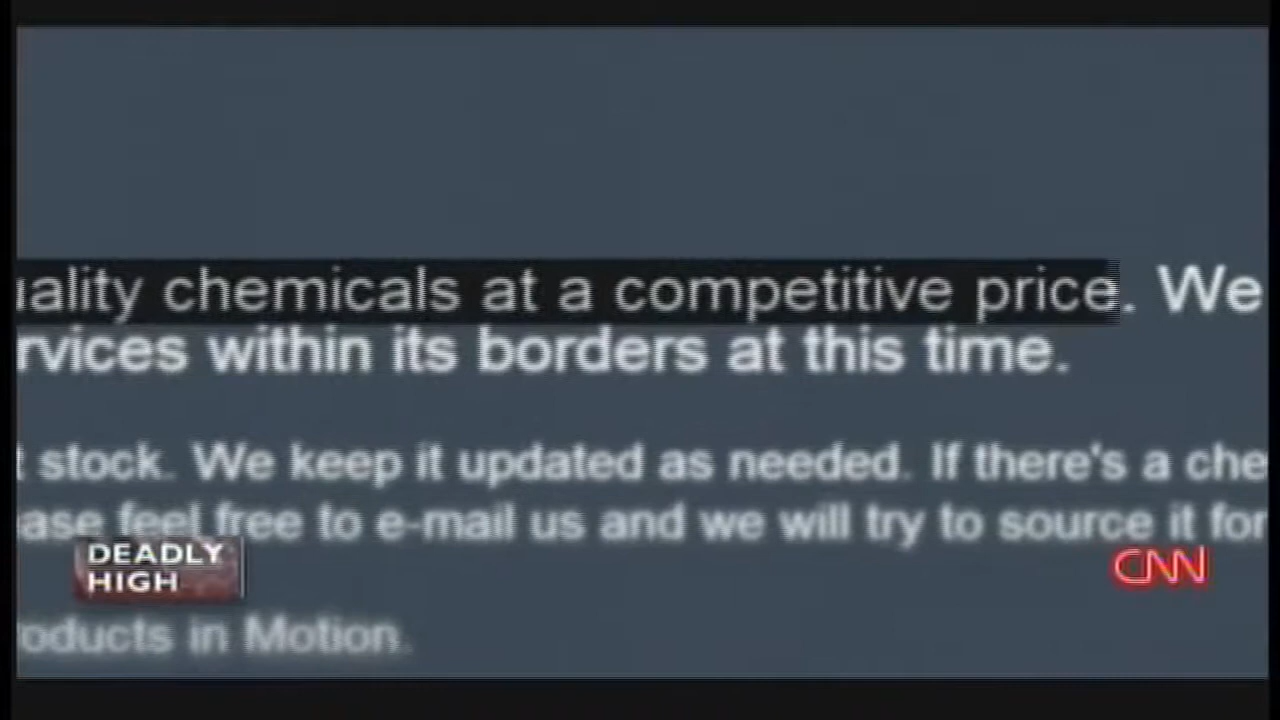 uality chemicals at a competitive price. We
rvices within its borders at this time.
t stock. We keep it updated as needed. If there's a che
ase feel free to e-mail us and we will try to source it for
DEADLY
HIGH
CNN
oducts in Motion.